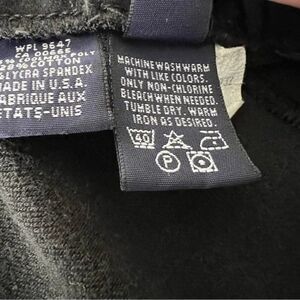 WPL 9647
COTTON
LYCRA SPANDEX
MADE IN U.S.A.
FABRIQUE AUX
ETATS-UNIS
MACHINE WASH WARM
WITH LIKE COLORS.
ONLY NON-CHLORINE
BLEACH WHEN NEEDED.
TUMBLE DRY. WARM
IRON AS DESIRED.
40
P